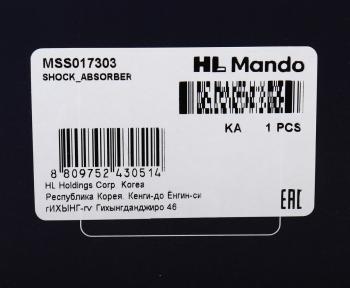 MSS017303
HL Mando
SHOCK_ABSORBER
KA 1 PCS
8 809752 430514
HL Holdings Corp Korea
Республика Корея. Кенги-до Ёнгин-си
гИХЫНГ-гу Гихынгданджиро 46
EAC